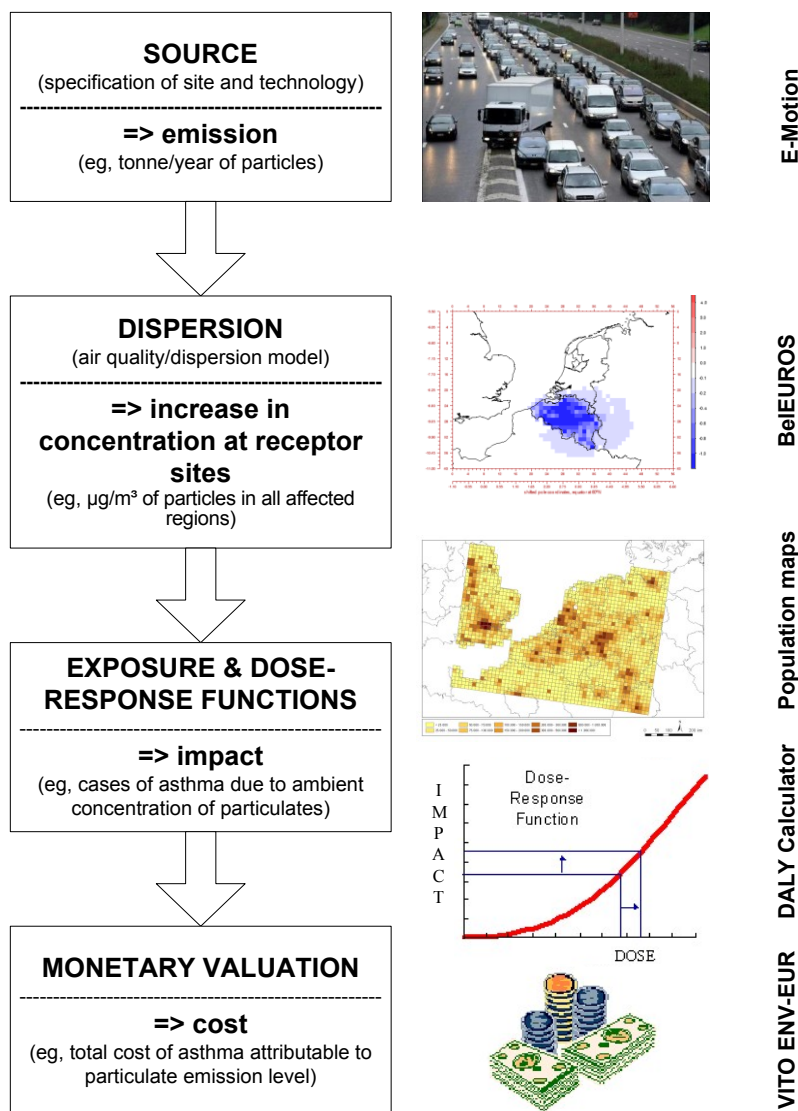 SOURCE
(specification of site and technology)
=> emission
(eg, tonne/year of particles)
E-Motion
DISPERSION
(air quality/dispersion model)
=> increase in
concentration at receptor
sites
(eg, µg/m³ of particles in all affected
regions)
BelEUROS
EXPOSURE & DOSE-
RESPONSE FUNCTIONS
=> impact
(eg, cases of asthma due to ambient
concentration of particulates)
Population maps
IMPACT
Dose-
Response
Function
DOSE
DALY Calculator
MONETARY VALUATION
=> cost
(eg, total cost of asthma attributable to
particulate emission level)
VITO ENV-EUR